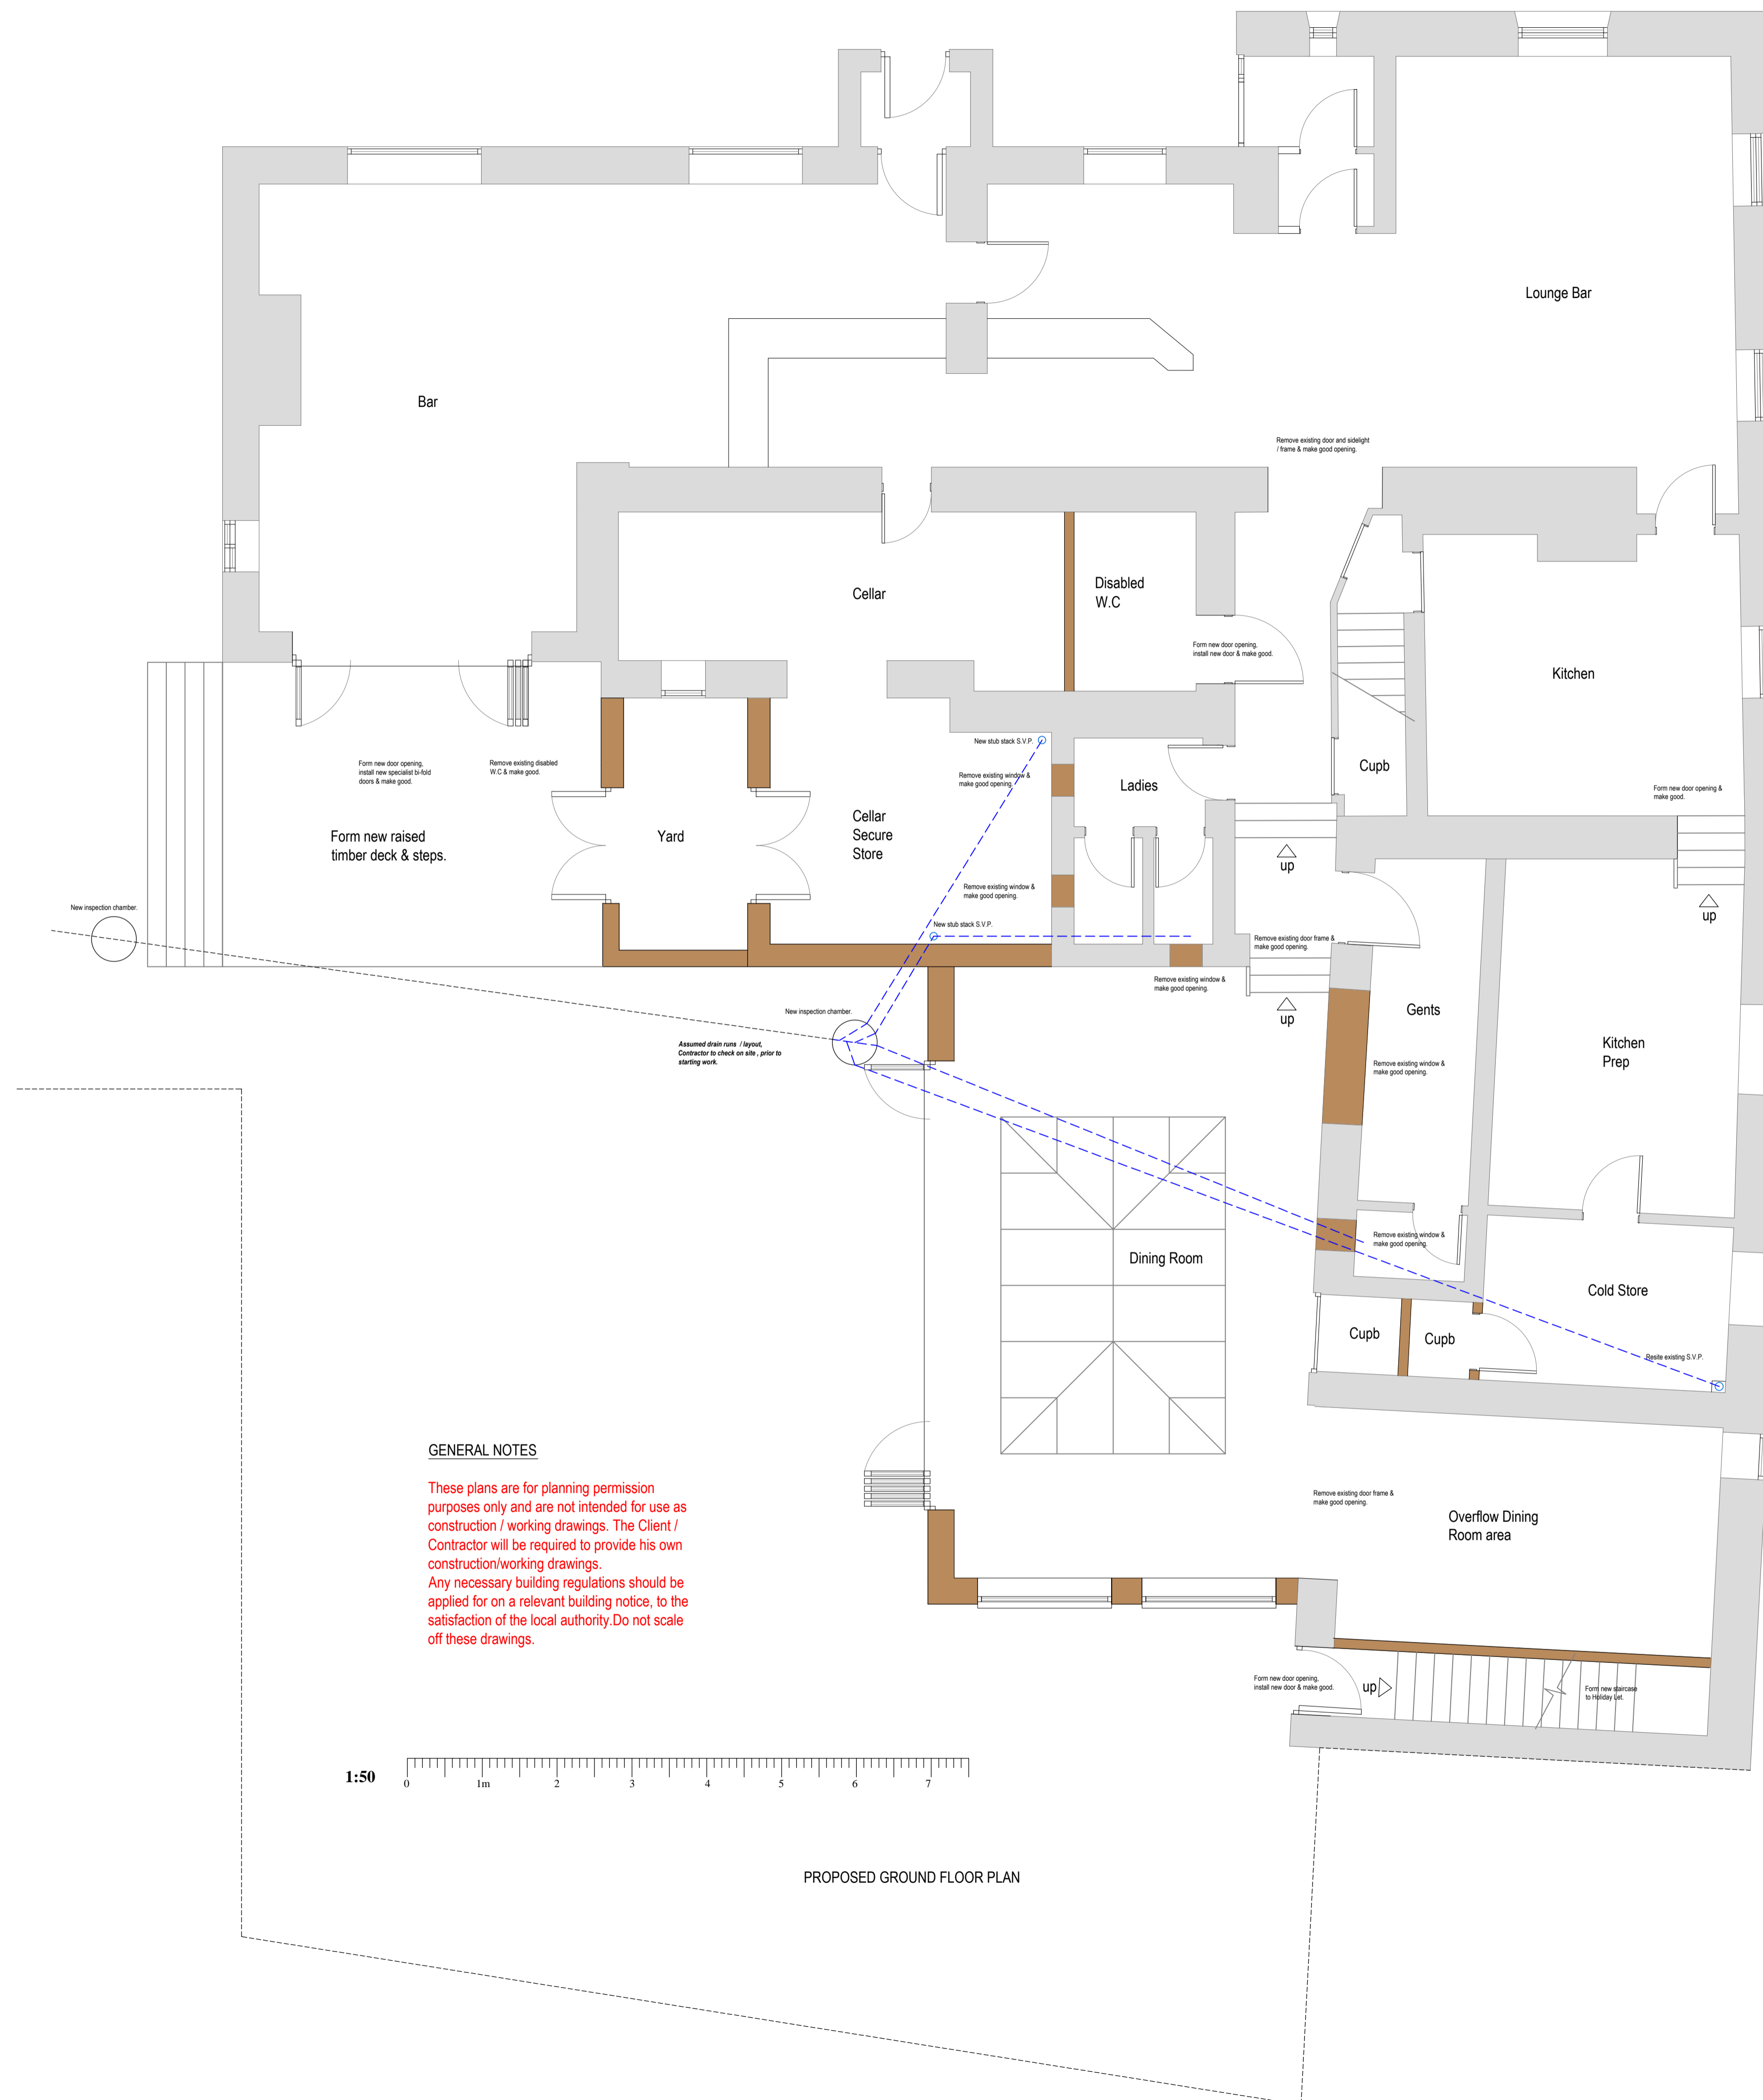 Lounge Bar
Bar
Remove existing door and sidelight
/ frame & make good opening.
Cellar
Disabled
W.C
Form new door opening,
install new door & make good.
Kitchen
New stub stack S.V.P.
Form new door opening,
install new specialist bi-fold
doors & make good.
Remove existing disabled
W.C & make good.
Remove existing window &
make good opening.
Ladies
Cupb
Form new door opening &
make good.
Form new raised
timber deck & steps.
Yard
Cellar
Secure
Store
up
Remove existing window &
make good opening.
New inspection chamber.
New stub stack S.V.P.
up
Remove existing door frame &
make good opening.
Remove existing window &
make good opening.
New inspection chamber.
up
Gents
Assumed drain runs / layout,
Contractor to check on site , prior to
starting work.
Kitchen
Prep
Remove existing window &
make good opening.
Remove existing window &
make good opening.
Dining Room
Cold Store
Cupb
Cupb
Resite existing S.V.P.
GENERAL NOTES
These plans are for planning permission
purposes only and are not intended for use as
construction / working drawings. The Client /
Contractor will be required to provide his own
construction/working drawings.
Any necessary building regulations should be
applied for on a relevant building notice, to the
satisfaction of the local authority.Do not scale
off these drawings.
Remove existing door frame &
make good opening.
Overflow Dining
Room area
Form new door opening,
install new door & make good.
up
Form new staircase
to Holiday Let.
1:50
0 1m 2 3 4 5 6 7
PROPOSED GROUND FLOOR PLAN